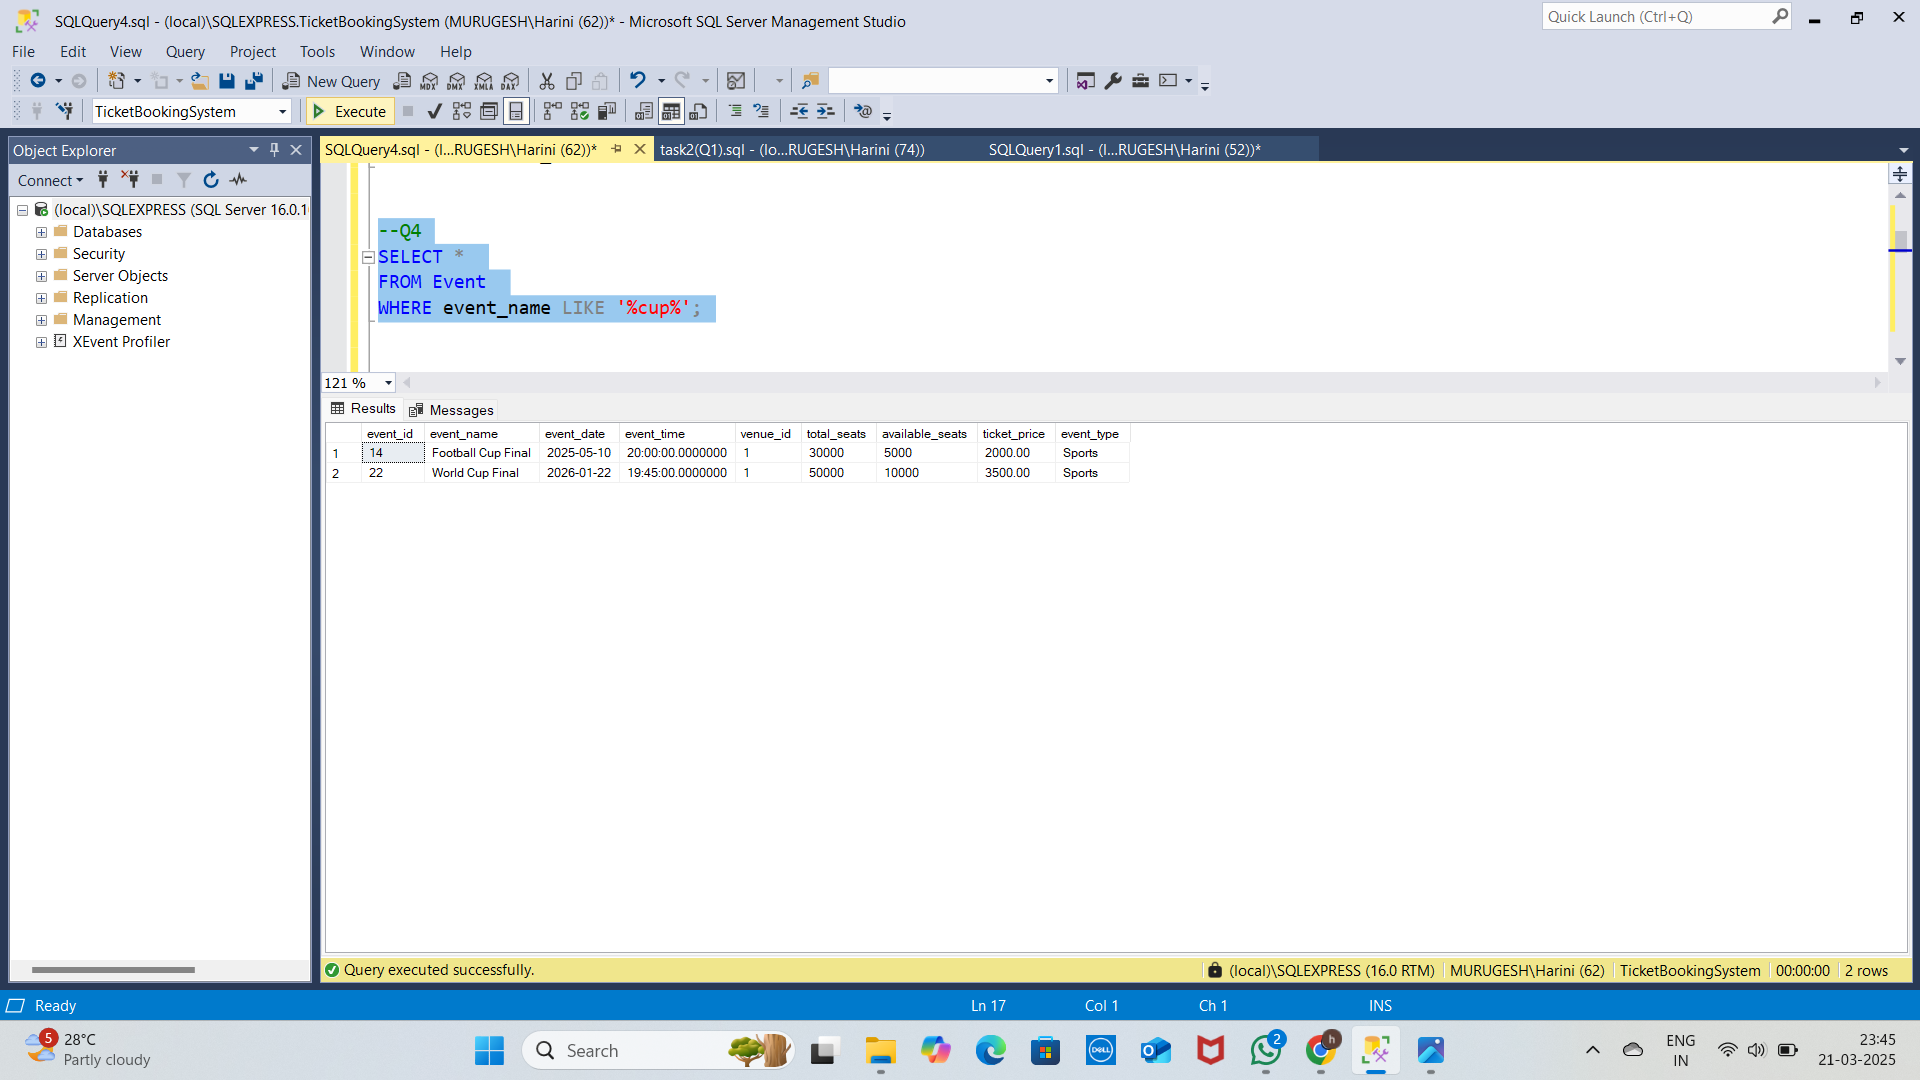 SQLQuery4.sql - (local)\SQLEXPRESS.TicketBookingSystem (MURUGESH\Harini (62))* - Microsoft SQL Server Management Studio
Quick Launch (Ctrl+Q)
File Edit View Query Project Tools Window Help
New Query MDX DMX XMLA DAX
TicketBookingSystem Execute
Object Explorer
SQLQuery4.sql - (l...RUGESH\Harini (62))* task2(Q1).sql - (lo...RUGESH\Harini (74)) SQLQuery1.sql - (l...RUGESH\Harini (52))*
Connect
(local)\SQLEXPRESS (SQL Server 16.0.1
Databases
Security
Server Objects
Replication
Management
XEvent Profiler
--Q4
SELECT *
FROM Event
WHERE event_name LIKE '%cup%';
121 %
Results Messages
event_id event_name event_date event_time venue_id total_seats available_seats ticket_price event_type
1 14 Football Cup Final 2025-05-10 20:00:00.0000000 1 30000 5000 2000.00 Sports
2 22 World Cup Final 2026-01-22 19:45:00.0000000 1 50000 10000 3500.00 Sports
Query executed successfully. (local)\SQLEXPRESS (16.0 RTM) MURUGESH\Harini (62) TicketBookingSystem 00:00:00 2 rows
Ready Ln 17 Col 1 Ch 1 INS
5 28°C
Partly cloudy
Search
DELL
2
h
ENG
IN
23:45
21-03-2025